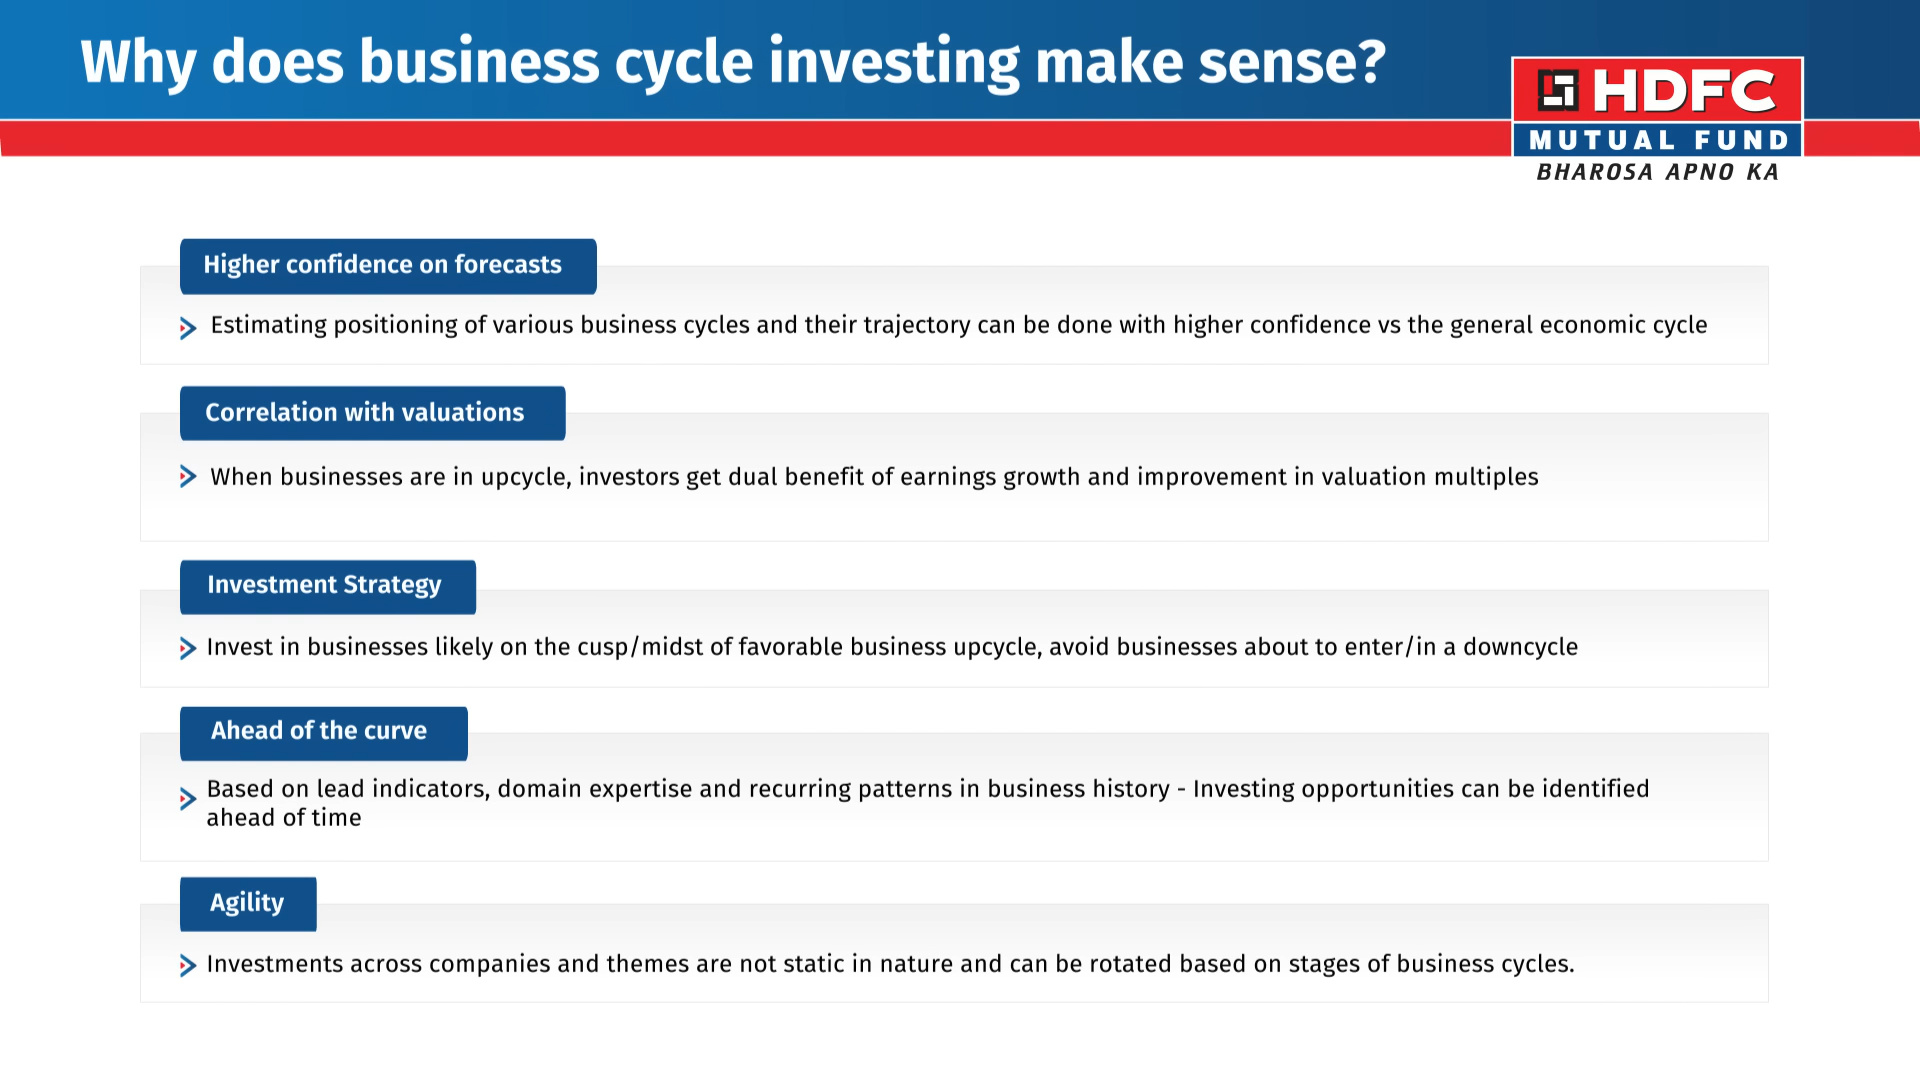 Why does business cycle investing make sense?
HDFC
MUTUAL FUND
BHAROSA APNO KA
Higher confidence on forecasts
Estimating positioning of various business cycles and their trajectory can be done with higher confidence vs the general economic cycle
Correlation with valuations
When businesses are in upcycle, investors get dual benefit of earnings growth and improvement in valuation multiples
Investment Strategy
Invest in businesses likely on the cusp/midst of favorable business upcycle, avoid businesses about to enter/in a downcycle
Ahead of the curve
Based on lead indicators, domain expertise and recurring patterns in business history - Investing opportunities can be identified
ahead of time
Agility
Investments across companies and themes are not static in nature and can be rotated based on stages of business cycles.